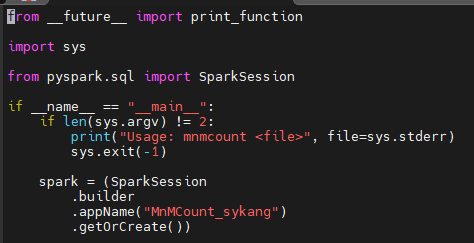 from __future__ import print_function
import sys
from pyspark.sql import SparkSession
if __name__ == "__main__":
    if len(sys.argv) != 2:
        print("Usage: mnmcount <file>", file=sys.stderr)
        sys.exit(-1)
    spark = (SparkSession
        .builder
        .appName("MnMCount_sykang")
        .getOrCreate())